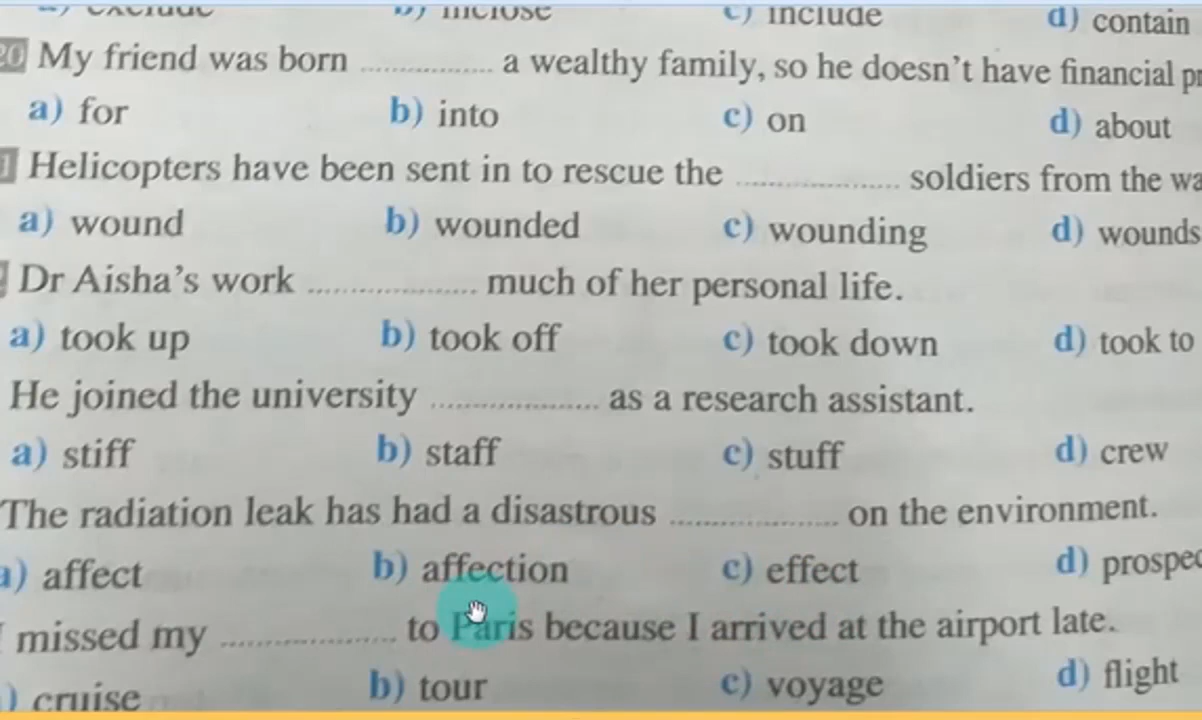 c) include d) contain
20 My friend was born .............. a wealthy family, so he doesn't have financial
a) for b) into c) on d) about
Helicopters have been sent in to rescue the ................. soldiers from the
a) wound b) wounded c) wounding d) wounds
Dr Aisha's work ................. much of her personal life.
a) took up b) took off c) took down d) took to
He joined the university ................. as a research assistant.
a) stiff b) staff c) stuff d) crew
The radiation leak has had a disastrous ................. on the environment.
a) affect b) affection c) effect d)
I missed my ................. to Paris because I arrived at the airport late.
) cruise b) tour c) voyage d) flight